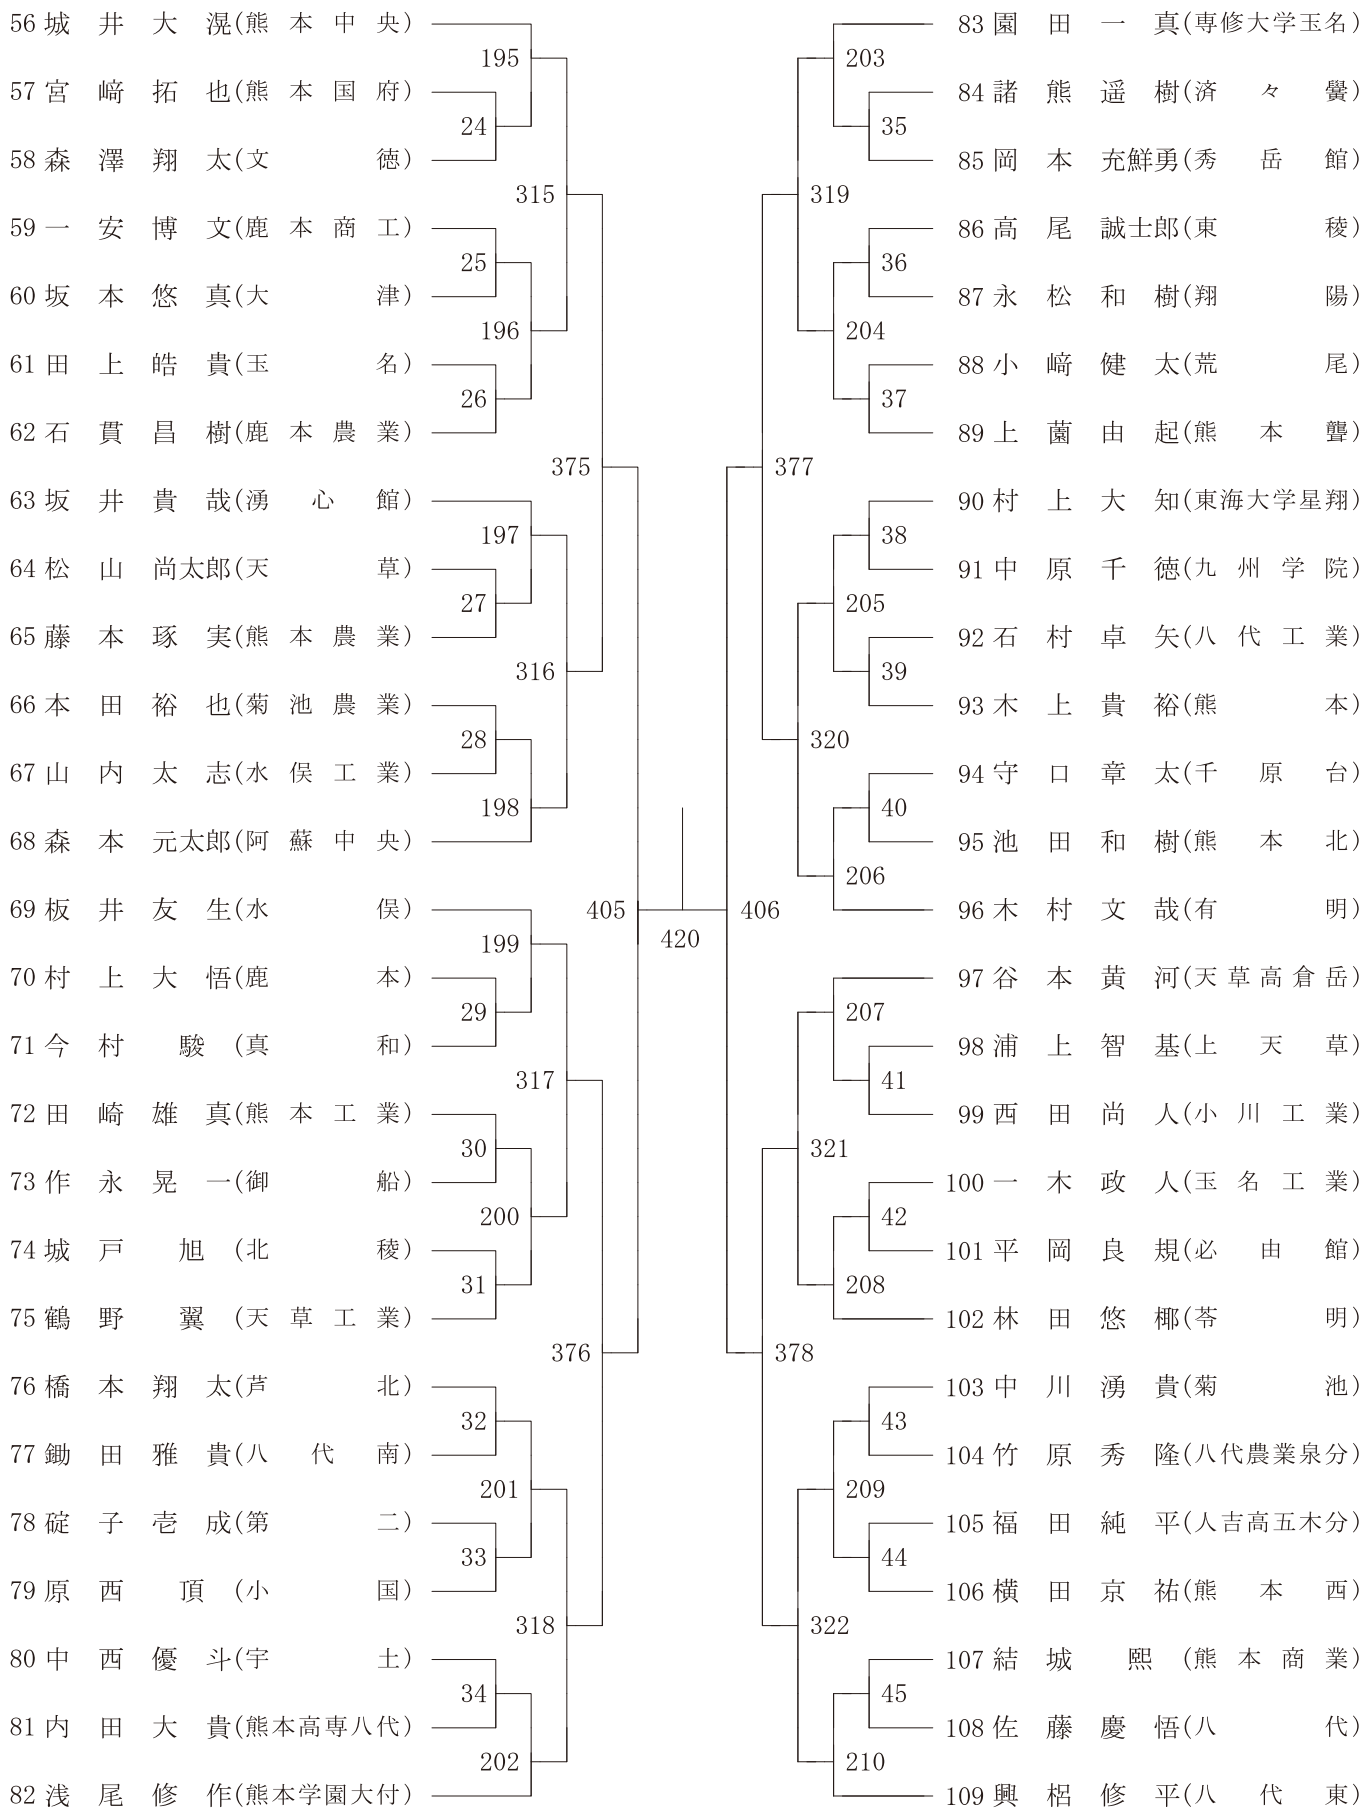 56 城井大滉(熊本中央)
57 宮﨑拓也(熊本国府)
58 森澤翔太(文徳)
59 一安博文(鹿本商工)
60 坂本悠真(大津)
61 田上皓貴(玉名)
62 石貫昌樹(鹿本農業)
63 坂井貴哉(湧心館)
64 松山尚太郎(天草)
65 藤本琢実(熊本農業)
66 本田裕也(菊池農業)
67 山内太志(水俣工業)
68 森本元太郎(阿蘇中央)
69 板井友生(水俣)
70 村上大悟(鹿本)
71 今村駿(真和)
72 田崎雄真(熊本工業)
73 作永晃一(御船)
74 城戸旭(北稜)
75 鶴野翼(天草工業)
76 橋本翔太(芦北)
77 鋤田雅貴(八代南)
78 碇子壱成(第二)
79 原西頂(小国)
80 中西優斗(宇土)
81 内田大貴(熊本高専八代)
82 浅尾修作(熊本学園大付)
195
24
315
25
196
26
375
197
27
316
28
198
405
199
29
317
30
200
31
376
32
201
33
318
34
202
420
203
35
319
36
204
37
377
38
205
39
320
40
206
406
207
41
321
42
208
378
43
209
44
322
45
210
83 園田一真(専修大学玉名)
84 諸熊遥樹(済々黌)
85 岡本充鮮勇(秀岳館)
86 高尾誠士郎(東稜)
87 永松和樹(翔陽)
88 小﨑健太(荒尾)
89 上薗由起(熊本聾)
90 村上大知(東海大学星翔)
91 中原千徳(九州学院)
92 石村卓矢(八代工業)
93 木上貴裕(熊本)
94 守口章太(千原台)
95 池田和樹(熊本北)
96 木村文哉(有明)
97 谷本黄河(天草高倉岳)
98 浦上智基(上天草)
99 西田尚人(小川工業)
100 一木政人(玉名工業)
101 平岡良規(必由館)
102 林田悠椰(苓明)
103 中川湧貴(菊池)
104 竹原秀隆(八代農業泉分)
105 福田純平(人吉高五木分)
106 横田京祐(熊本西)
107 結城熙(熊本商業)
108 佐藤慶悟(八代)
109 興梠修平(八代東)